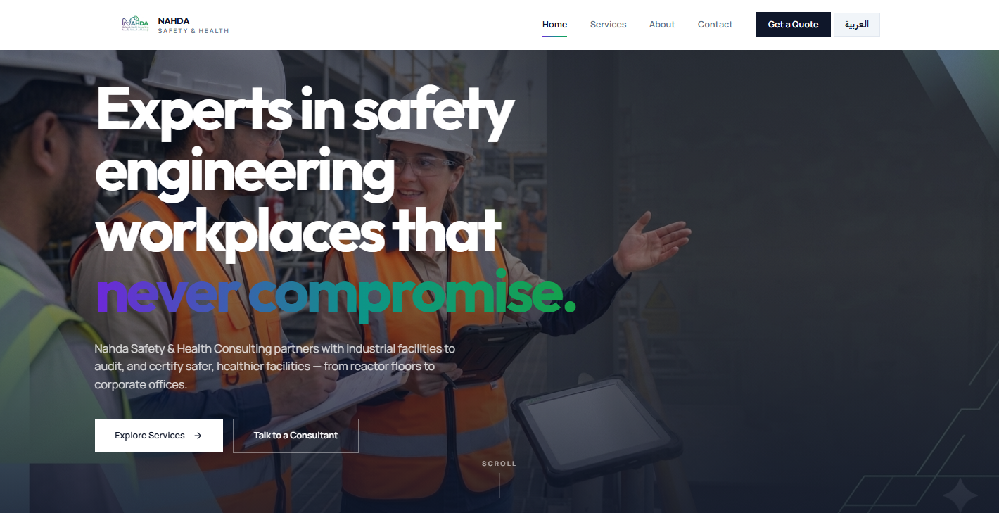 NAHDA
NAHDA
SAFETY & HEALTH
Home
Services
About
Contact
Get a Quote
العربية
Experts in safety
engineering
workplaces that
never compromise.
Nahda Safety & Health Consulting partners with industrial facilities to
audit, and certify safer, healthier facilities — from reactor floors to
corporate offices.
Explore Services →
Talk to a Consultant
SCROLL